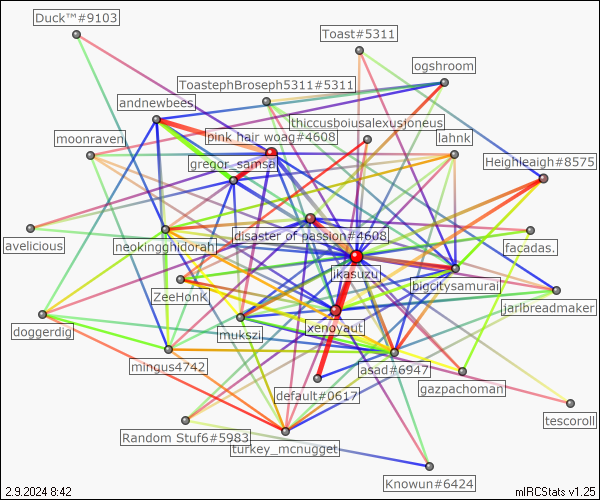 Duck™#9103
Toast#5311
ogshroom
ToastephBroseph5311#5311
andnewbees
thiccusboiusalexusjoneus
pink hair woag#4608
moonraven
lahnk
gregor_samsa
Heighleaigh#8575
disaster of passion#4608
avelicious
neokingghidorah
facadas.
ikasuzu
bigcitysamurai
ZeeHonK
jarlbreadmaker
doggerdig
mukszi
xenoyaut
mingus4742
asad#6947
default#0617
gazpachoman
tescoroll
Random Stuf6#5983
turkey_mcnugget
Knowun#6424
2.9.2024 8:42
mIRCStats v1.25